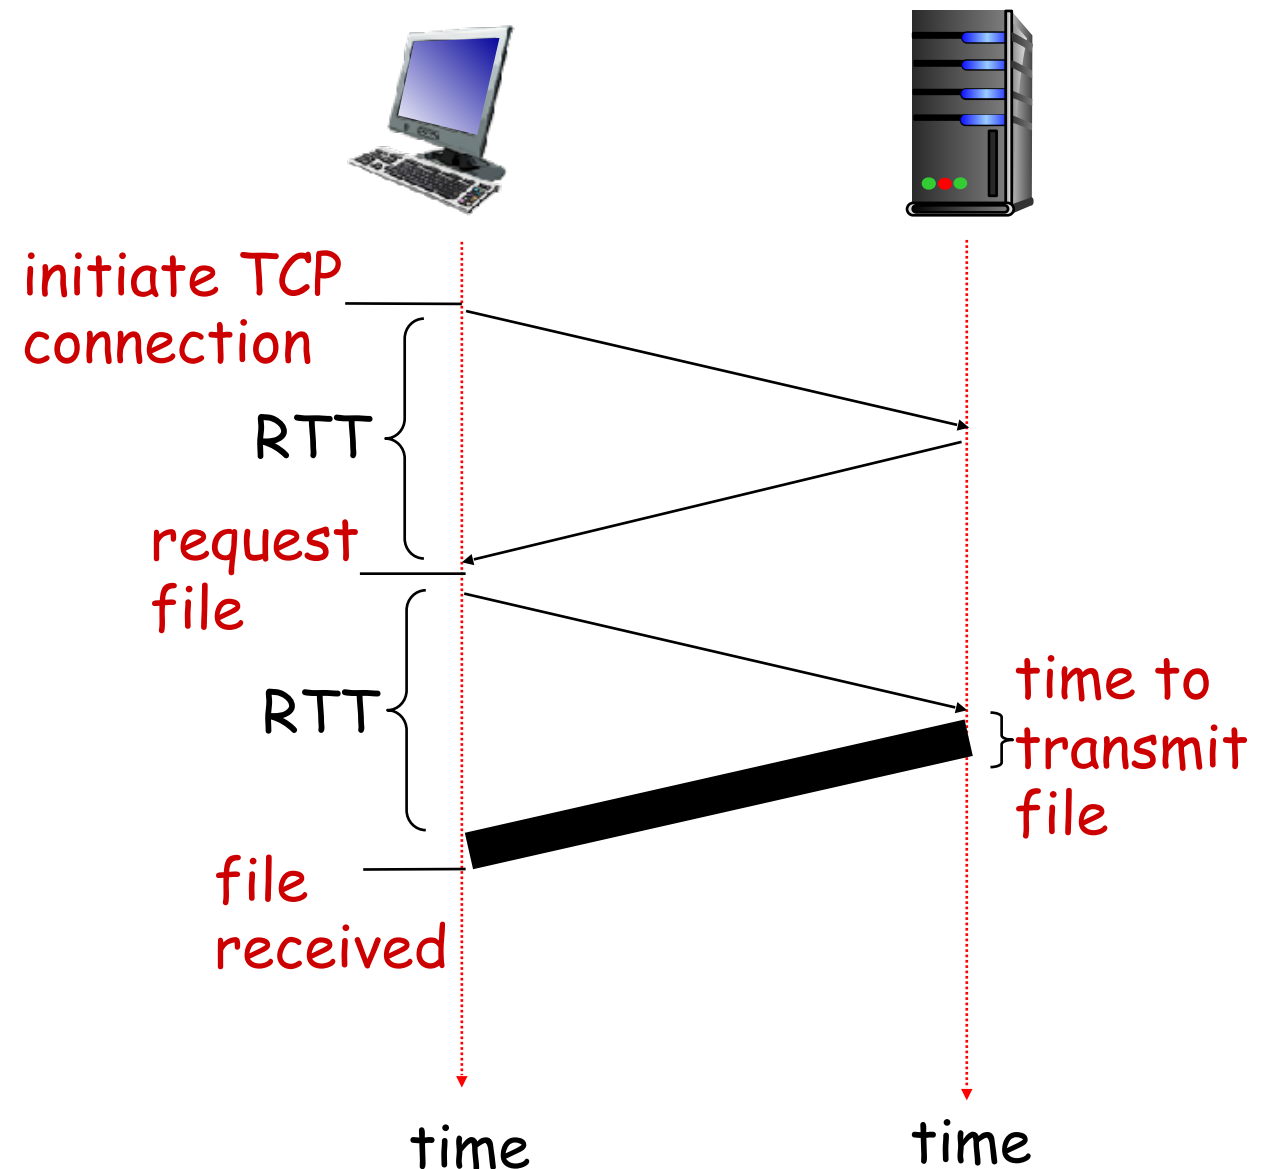 initiate TCP
connection
RTT
request
file
RTT
time to
transmit
file
file
received
time
time